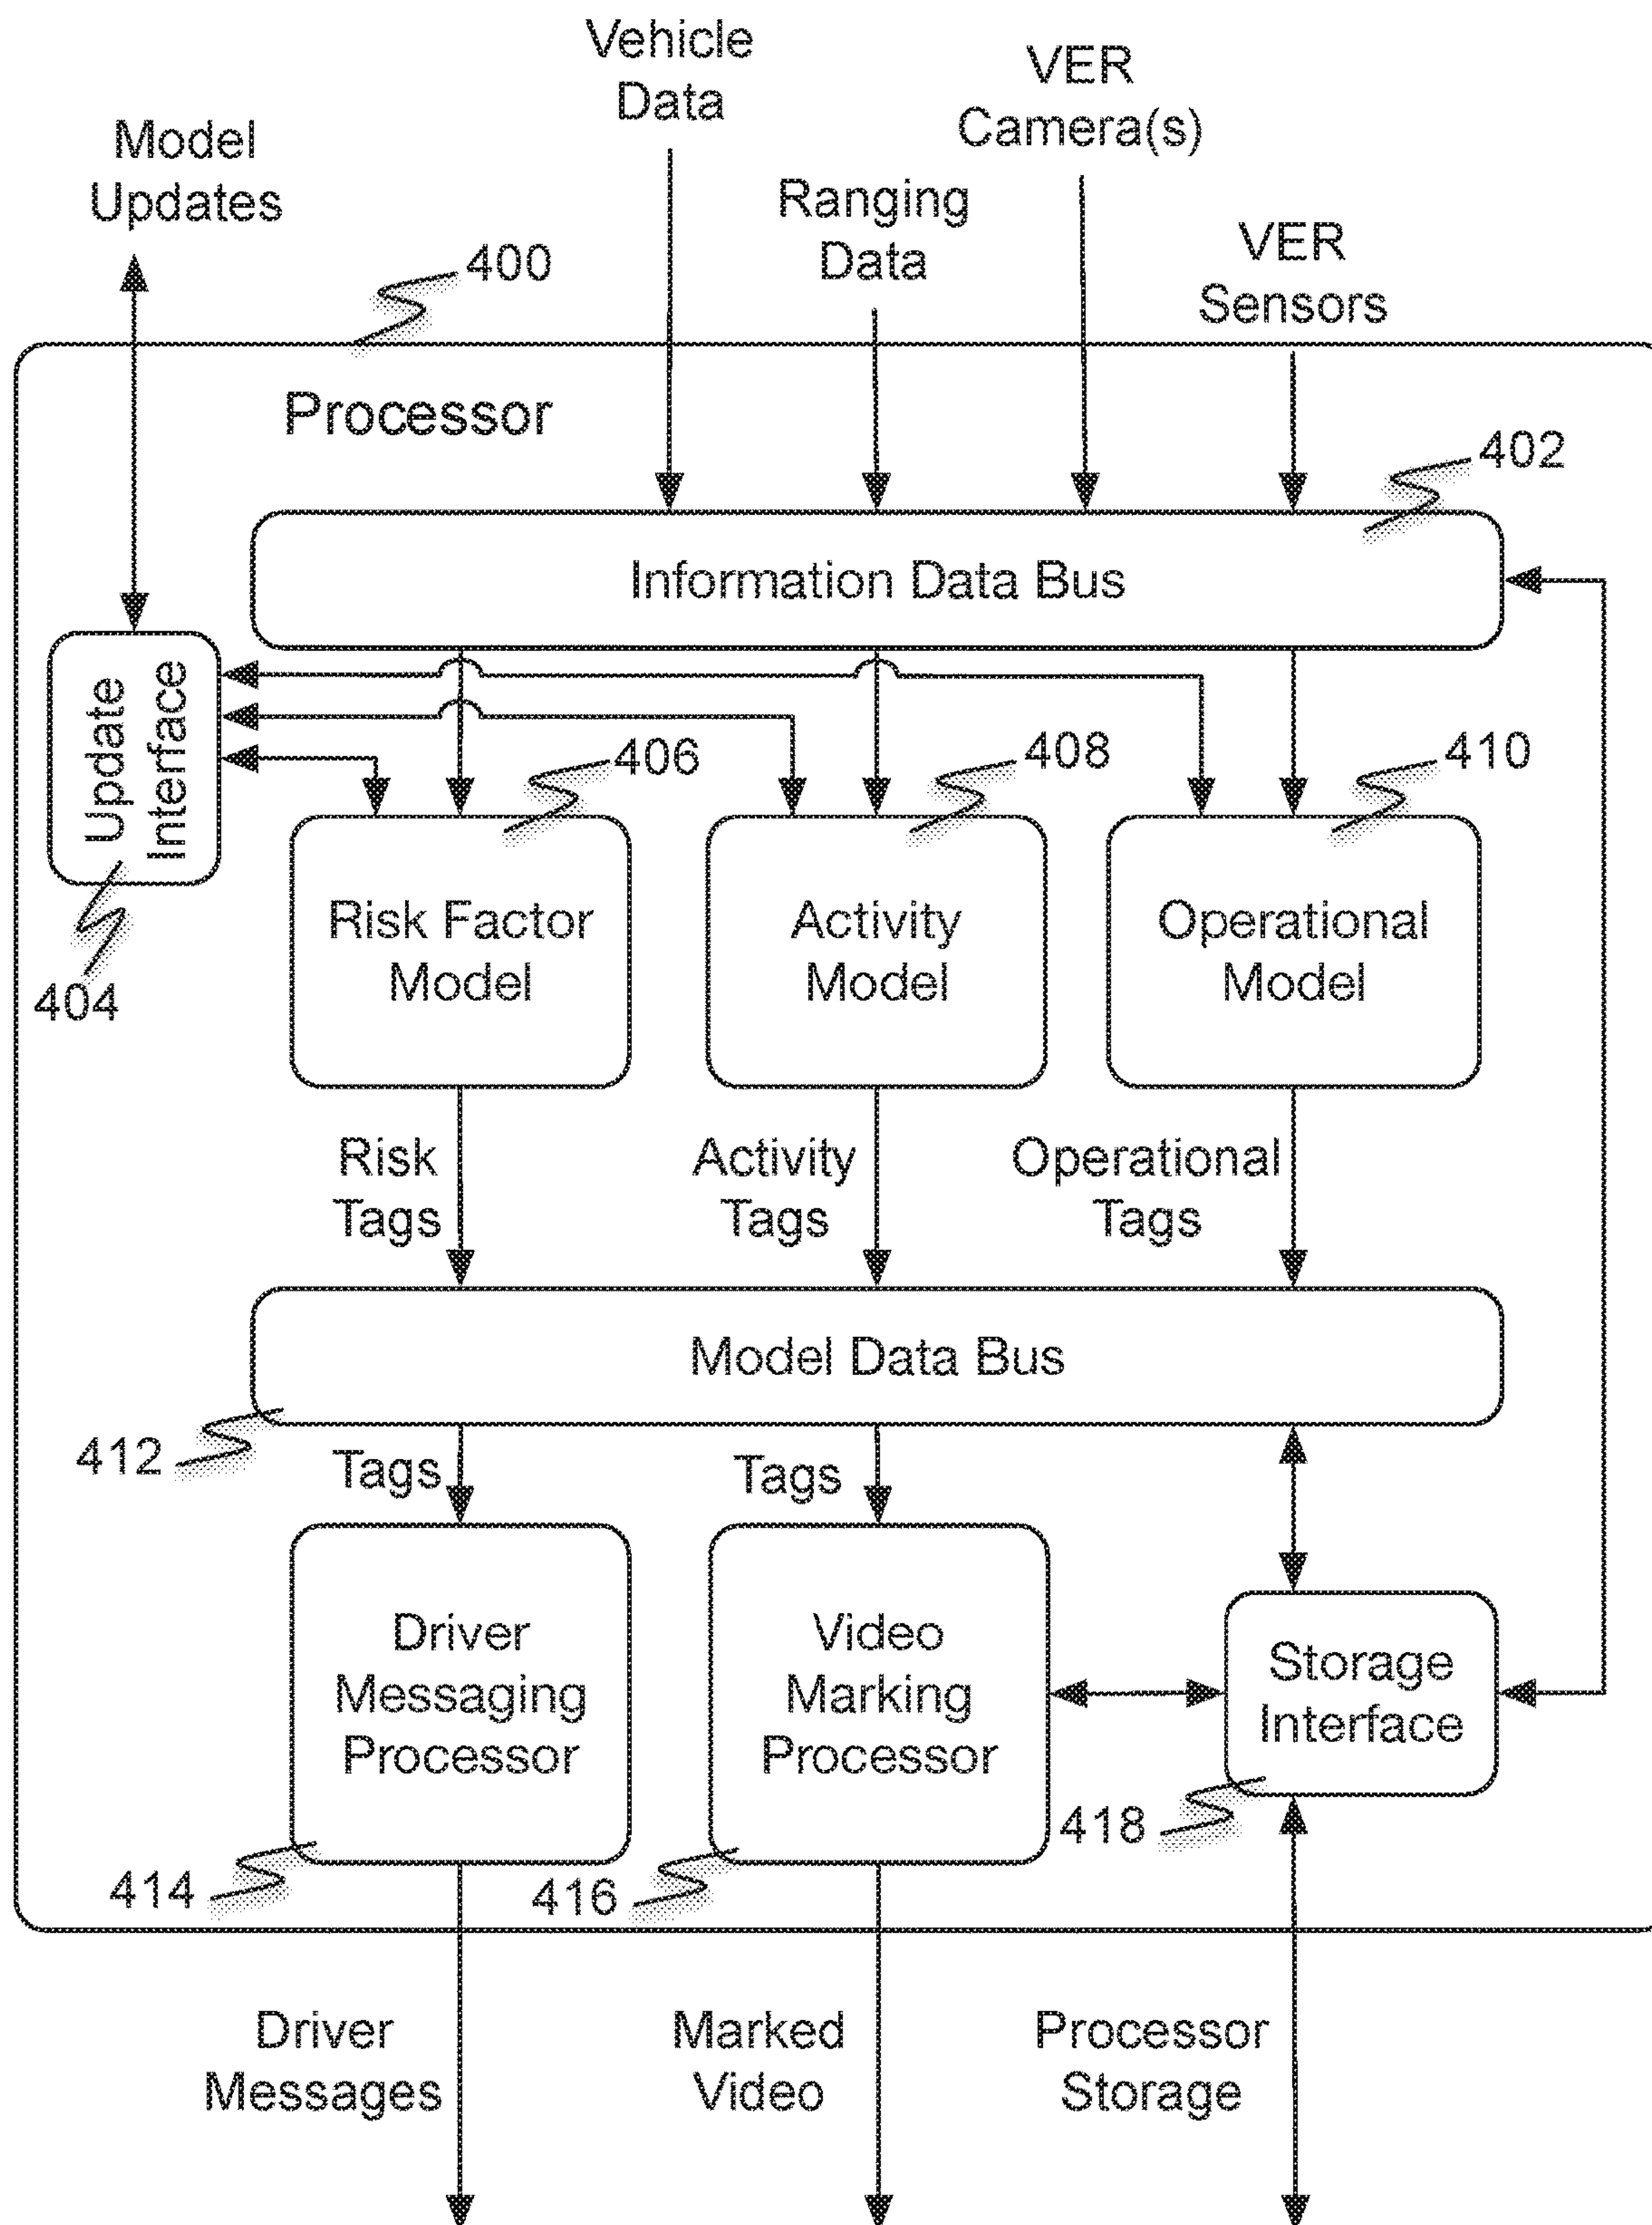 Vehicle
Data
VER
Camera(s)
Model
Updates
Ranging
Data
VER
Sensors
400
Processor
402
Information Data Bus
Update
Interface
404
406
408
410
Risk Factor
Model
Activity
Model
Operational
Model
Risk
Tags
Activity
Tags
Operational
Tags
Model Data Bus
412
Tags
Tags
Driver
Messaging
Processor
Video
Marking
Processor
Storage
Interface
414
416
418
Driver
Messages
Marked
Video
Processor
Storage